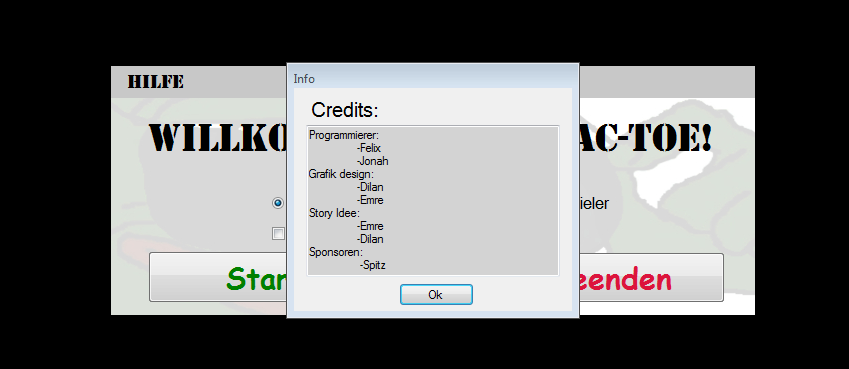 Info
HILFE
Credits:
WILLKO AC-TOE!
Programmierer:
-Felix
-Jonah
Grafik design:
-Dilan
-Emre
ieler
Story Idee:
-Emre
-Dilan
Sponsoren:
-Spitz
Star eenden
Ok